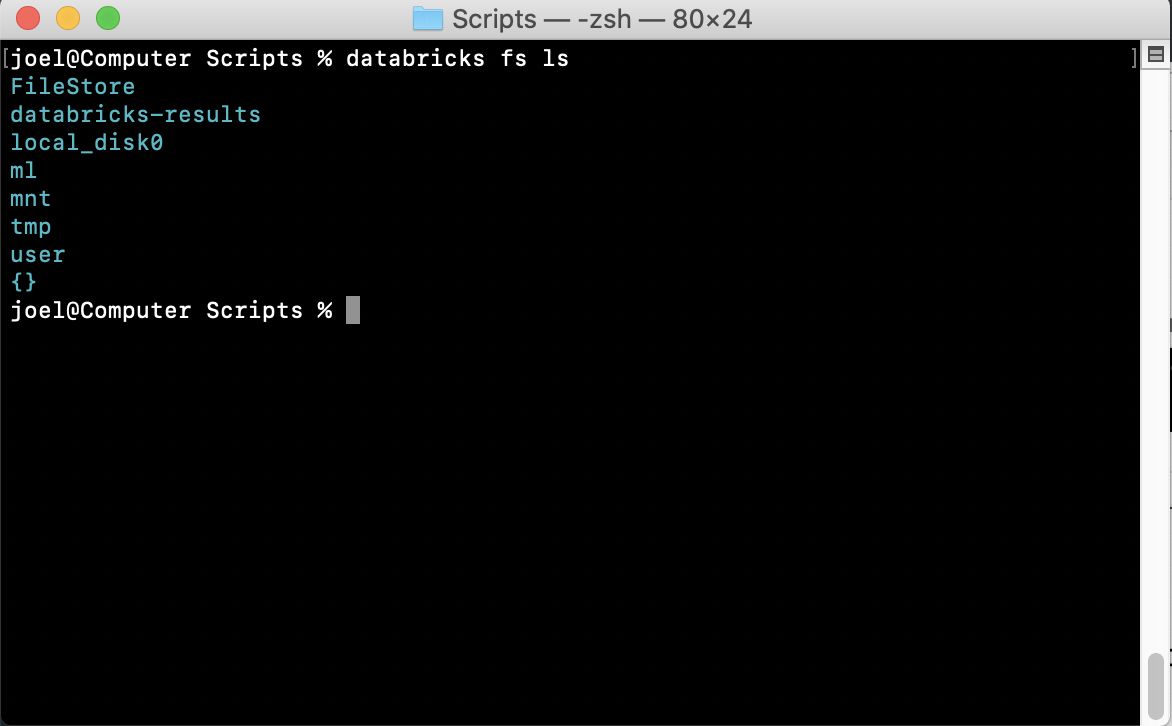 Scripts — -zsh — 80×24
[joel@Computer Scripts % databricks fs ls ]
FileStore
databricks-results
local_disk0
ml
mnt
tmp
user
{}
joel@Computer Scripts %